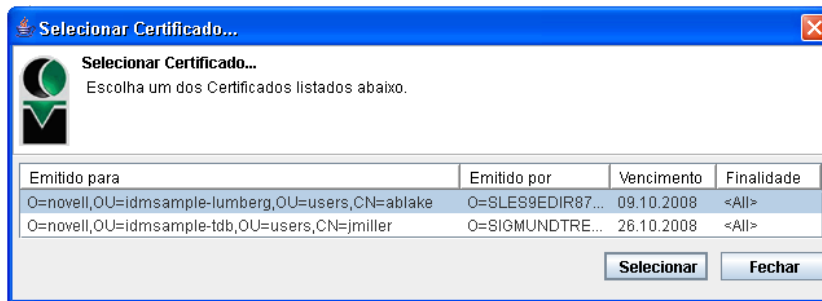 Selecionar Certificado...
Selecionar Certificado...
Escolha um dos Certificados listados abaixo.
Emitido para Emitido por Vencimento Finalidade
O=novell,OU=idmsample-lumberg,OU=users,CN=ablake O=SLES9EDIR87... 09.10.2008 <All>
O=novell,OU=idmsample-tdb,OU=users,CN=jmiller O=SIGMUNDTRE... 26.10.2008 <All>
Selecionar Fechar